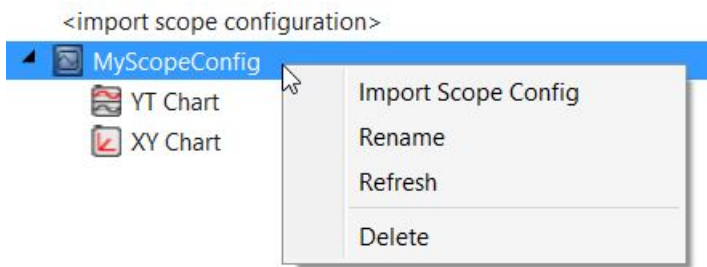 <import scope configuration>
MyScopeConfig
YT Chart
XY Chart
Import Scope Config
Rename
Refresh
Delete